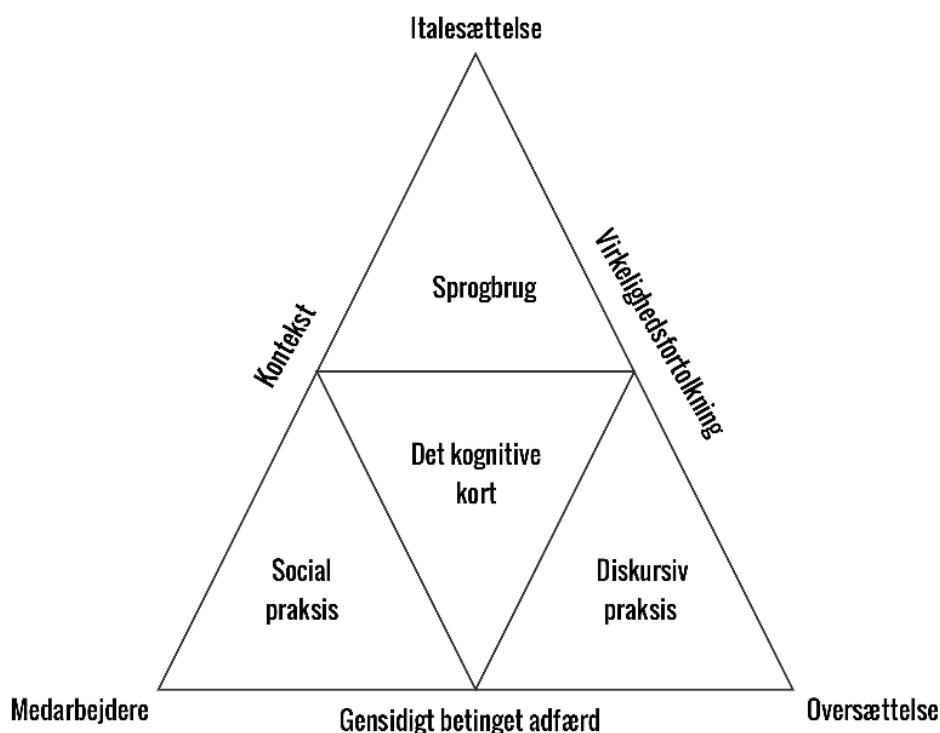 Italesættelse
Kontekst
Virkelighedsfortolkning
Sprogbrug
Det kognitive
kort
Social
praksis
Diskursiv
praksis
Medarbejdere
Gensidigt betinget adfærd
Oversættelse